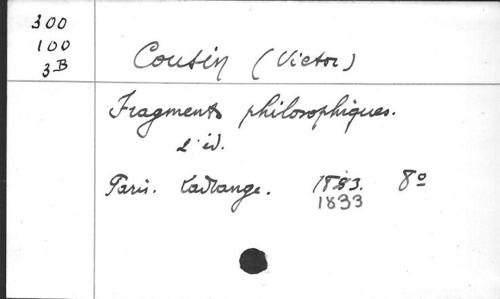 300
100
3B
Cousin (Victor)
Fragments philosophiques.
2 éd.
Paris. Ladrange. 1883. 8º
1833